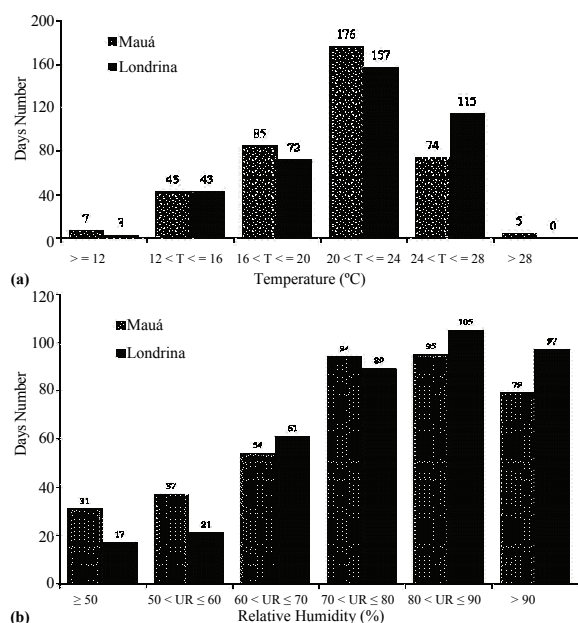 200
Mauá
160
Londrina
120
80
40
0
Days Number
7
3
43
43
85
72
176
157
74
115
5
0
> = 12
12 < T < = 16
16 < T < = 20
20 < T < = 24
24 < T < = 28
> 28
(a)
Temperature (ºC)
120
100
80
60
40
20
0
Days Number
Mauá
Londrina
31
17
37
21
54
61
94
89
95
105
79
97
≥ 50
50 < UR ≤ 60
60 < UR ≤ 70
70 < UR ≤ 80
80 < UR ≤ 90
> 90
(b)
Relative Humidity (%)